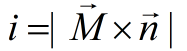 i =| M⃗ × n⃗ |